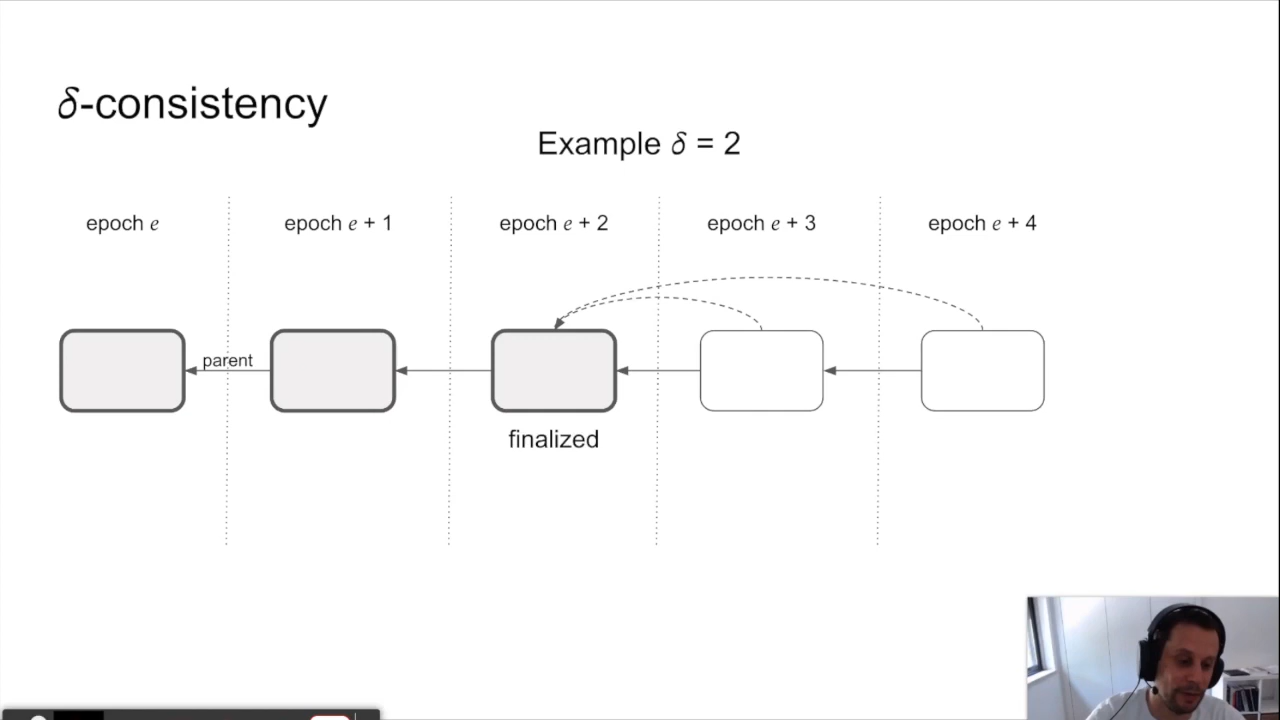 δ-consistency
Example δ = 2
epoch e
epoch e + 1
epoch e + 2
epoch e + 3
epoch e + 4
parent
finalized